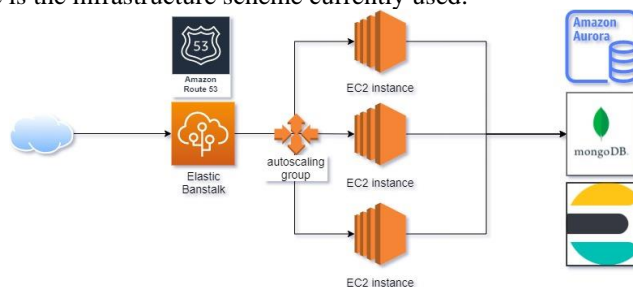 is the infrastructure scheme currently used.
Amazon
Route 53
53
Elastic
Banstalk
autoscaling
group
EC2 instance
EC2 instance
EC2 instance
Amazon
Aurora
mongoDB.